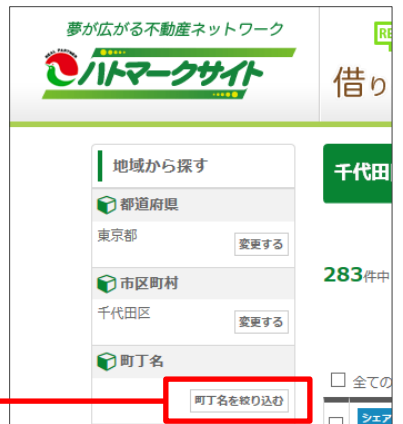 夢が広がる不動産ネットワーク
REAL PARTNER
ハトマークサイト
RE
借り
地域から探す
千代田
都道府県
東京都
変更する
市区町村
283件中
千代田区
変更する
町丁名
町丁名を絞り込む
全ての
シェア